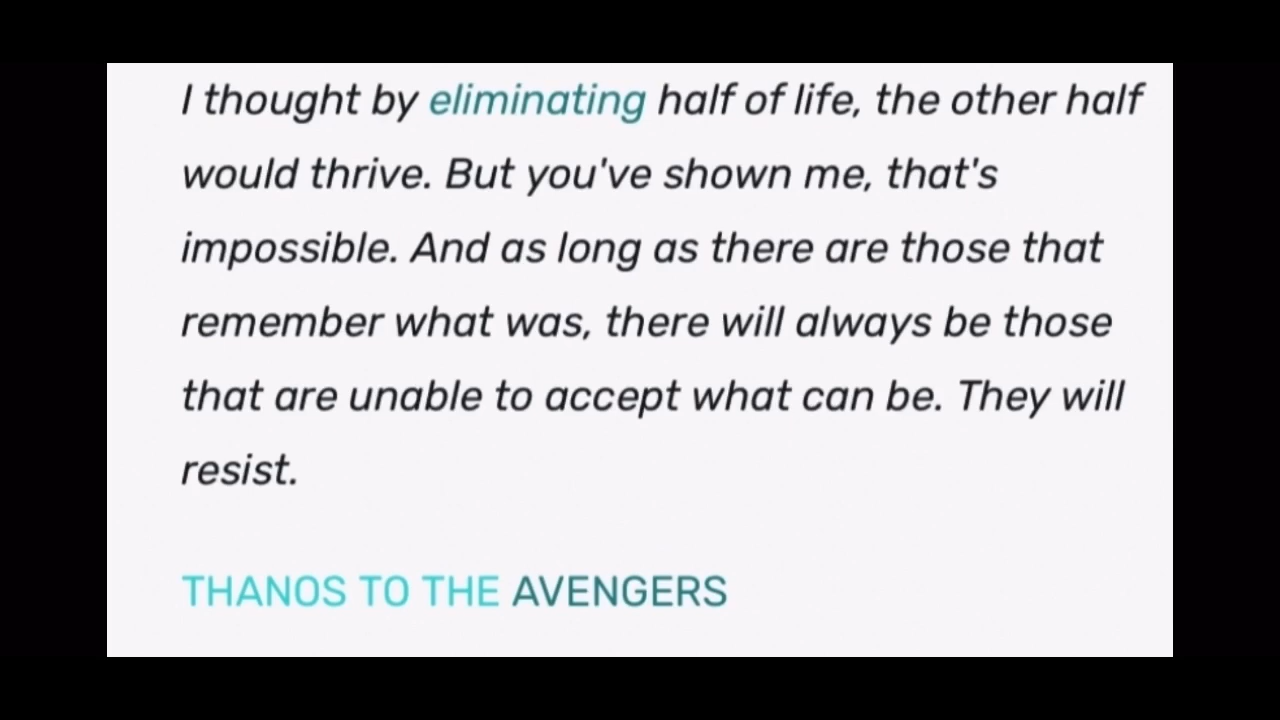 I thought by eliminating half of life, the other half
would thrive. But you've shown me, that's
impossible. And as long as there are those that
remember what was, there will always be those
that are unable to accept what can be. They will
resist.
THANOS TO THE AVENGERS